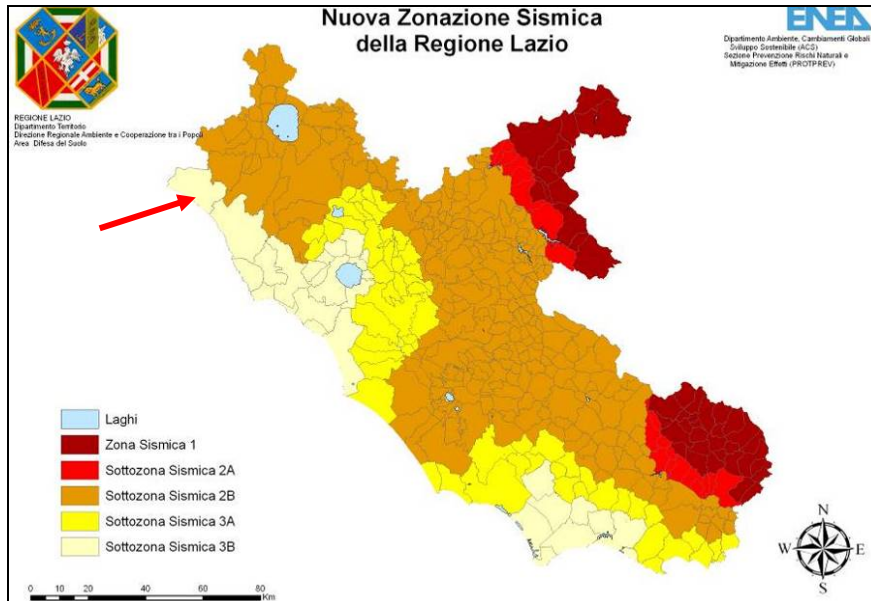 Nuova Zonazione Sismica
della Regione Lazio
ENEA
Dipartimento Ambiente, Cambiamenti Globali
Sviluppo Sostenibile (ACS)
Sezione Prevenzione Rischi Naturali e
Mitigazione Effetti (PROTPREV)
REGIONE LAZIO
Dipartimento Territorio
Direzione Regionale Ambiente e Cooperazione tra i Popoli
Area Difesa del Suolo
Laghi
Zona Sismica 1
Sottozona Sismica 2A
Sottozona Sismica 2B
Sottozona Sismica 3A
Sottozona Sismica 3B
N
W E
S
0 10 20 40 60 80
Km